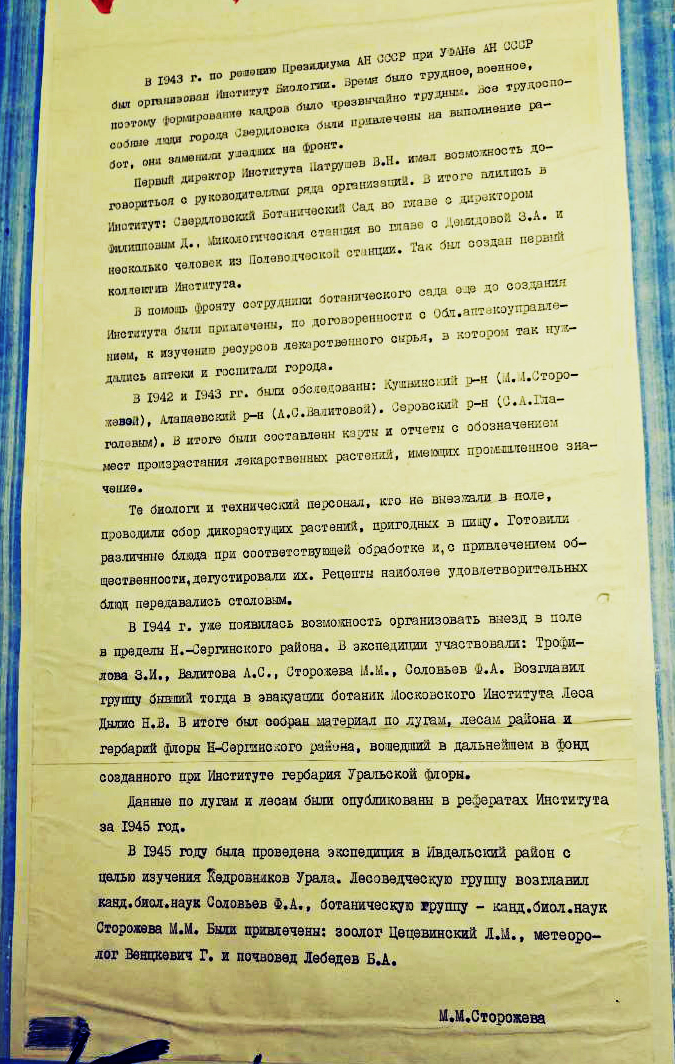 В 1943 г. по решению Президиума АН СССР при УФАНе АН СССР
был организован Институт Биологии. Время было трудное, военное,
поэтому формирование кадров было чрезвычайно трудным. Все трудоспо-
собные люди города Свердловска были привлечены на выполнение ра-
бот, они заменили ушедших на фронт.
Первый директор Института Патрушев В.Н. имел возможность до-
говориться с руководителями ряда организаций. В итоге влились в
Институт: Свердловский Ботанический Сад во главе с директором
Филипповым Д., Микологическая станция во главе с Демидовой З.А. и
несколько человек из Полеводческой станции. Так был создан первый
коллектив Института.
В помощь фронту сотрудники ботанического сада еще до создания
Института были привлечены, по договоренности с Обл.аптекоуправле-
нием, к изучению ресурсов лекарственного сырья, в котором так нуж-
дались аптеки и госпитали города.
В 1942 и 1943 гг. были обследованы: Кушвинский р-н (М.М.Сторо-
жевой), Алапаевский р-н (А.С.Валитовой). Серовский р-н (С.А.Гла-
голевым). В итоге были составлены карты и отчеты с обозначением
мест произрастания лекарственных растений, имеющих промышленное зна-
чение.
Те биологи и технический персонал, кто не выезжали в поле,
проводили сбор дикорастущих растений, пригодных в пищу. Готовили
различные блюда при соответствующей обработке и, с привлечением об-
щественности, дегустировали их. Рецепты наиболее удовлетворительных
блюд передавались столовым.
В 1944 г. уже появилась возможность организовать выезд в поле
в пределы Н.-Сергинского района. В экспедиции участвовали: Трофи-
лова З.И., Валитова А.С., Сторожева М.М., Соловьев Ф.А. Возглавил
группу бывший тогда в эвакуации ботаник Московского Института Леса
Дылис Н.В. В итоге был собран материал по лугам, лесам района и
гербарий флоры Н-Сергинского района, вошедший в дальнейшем в фонд
созданного при Институте гербария Уральской флоры.
Данные по лугам и лесам были опубликованы в рефератах Института
за 1945 год.
В 1945 году была проведена экспедиция в Ивдельский район с
целью изучения Кедровников Урала. Лесоведческую группу возглавил
канд.биол.наук Соловьев Ф.А., ботаническую группу - канд.биол.наук
Сторожева М.М. Были привлечены: зоолог Цецевинский Л.М., метеоро-
лог Венцкевич Г. и почвовед Лебедев Б.А.
М.М.Сторожева